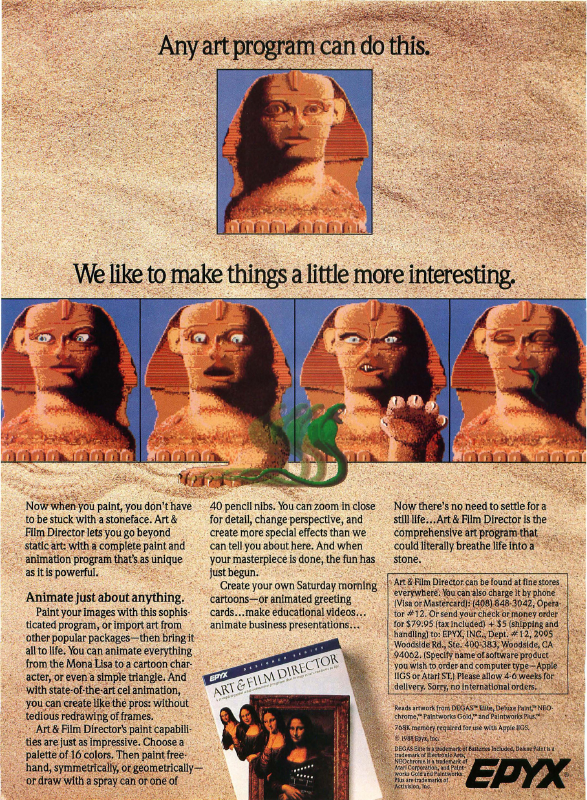 Any art program can do this.
We like to make things a little more interesting.
Now when you paint, you don't have
to be stuck with a stoneface. Art &
Film Director lets you go beyond
static art: with a complete paint and
animation program that's as unique
as it is powerful.
Animate just about anything.
Paint your images with this sophis-
ticated program, or import art from
other popular packages—then bring it
all to life. You can animate everything
from the Mona Lisa to a cartoon char-
acter, or even a simple triangle. And
with state-of-the-art cel animation,
you can create like the pros: without
tedious redrawing of frames.
Art & Film Director's paint capabili-
ties are just as impressive. Choose a
palette of 16 colors. Then paint free-
hand, symmetrically, or geometrically—
or draw with a spray can or one of
40 pencil nibs. You can zoom in close
for detail, change perspective, and
create more special effects than we
can tell you about here. And when
your masterpiece is done, the fun has
just begun.
Create your own Saturday morning
cartoons—or animated greeting
cards...make educational videos...
animate business presentations...
EPYX
ART & FILM DIRECTOR
Now there's no need to settle for a
still life...Art & Film Director is the
comprehensive art program that
could literally breathe life into a
stone.
Art & Film Director can be found at fine stores
everywhere. You can also charge it by phone
(Visa or Mastercard): (408) 848-3042, Opera-
tor #12. Or send your check or money order
for $79.95 (tax included) + $5 (shipping and
handling) to: EPYX, INC., Dept. #12, 2995
Woodside Rd., Ste. 400-383, Woodside, CA
94062. (Specify name of software product
you wish to order and computer type—Apple
IIGS or Atari ST.) Please allow 4-6 weeks for
delivery. Sorry, no international orders.
Reads artwork from DEGAS™ Elite, Deluxe Paint,™ NEO-
chrome,™ Paintworks Gold,™ and Paintworks Plus.™
768K memory required for use with Apple IIGS.
© 1988 Epyx, Inc.
DEGAS Elite is a trademark of Batteries Included, Deluxe Paint is a
trademark of Electronic Arts,
NEOchrome is a trademark of
Atari Corporation, and Paint-
works Gold and Paintworks
Plus are trademarks of
Activision, Inc.
EPYX